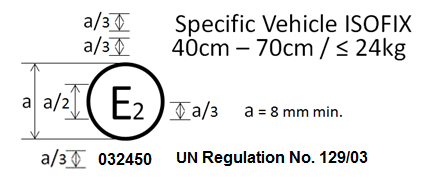 a/3 Specific Vehicle ISOFIX
a/3 40cm – 70cm / ≤ 24kg
a a/2 E2 a/3 a = 8 mm min.
a/3 032450 UN Regulation No. 129/03